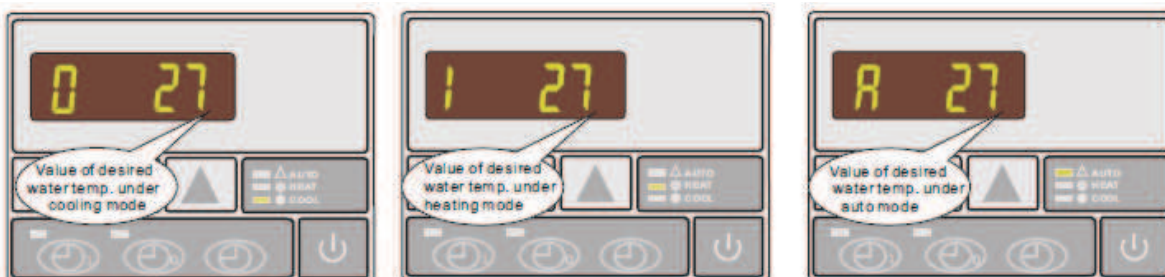 0 27
Value of desired
water temp. under
cooling mode
AUTO
HEAT
COOL
1 27
Value of desired
water temp. under
heating mode
AUTO
HEAT
COOL
A 27
Value of desired
water temp. under
auto mode
AUTO
HEAT
COOL